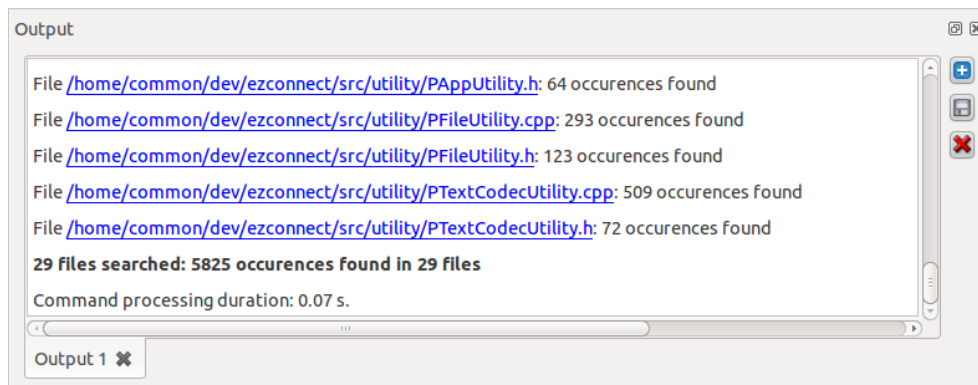 Output
File /home/common/dev/ezconnect/src/utility/PAppUtility.h: 64 occurences found
File /home/common/dev/ezconnect/src/utility/PFileUtility.cpp: 293 occurences found
File /home/common/dev/ezconnect/src/utility/PFileUtility.h: 123 occurences found
File /home/common/dev/ezconnect/src/utility/PTextCodecUtility.cpp: 509 occurences found
File /home/common/dev/ezconnect/src/utility/PTextCodecUtility.h: 72 occurences found
29 files searched: 5825 occurences found in 29 files
Command processing duration: 0.07 s.
Output 1